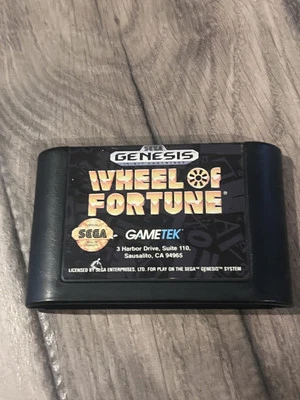 SEGA
GENESIS
WHEEL OF
FORTUNE
SEGA
GAMETEK
3 Harbor Drive, Suite 110,
Sausalito, CA 94965
LICENSED BY SEGA ENTERPRISES, LTD. FOR PLAY ON THE SEGA™ GENESIS™ SYSTEM